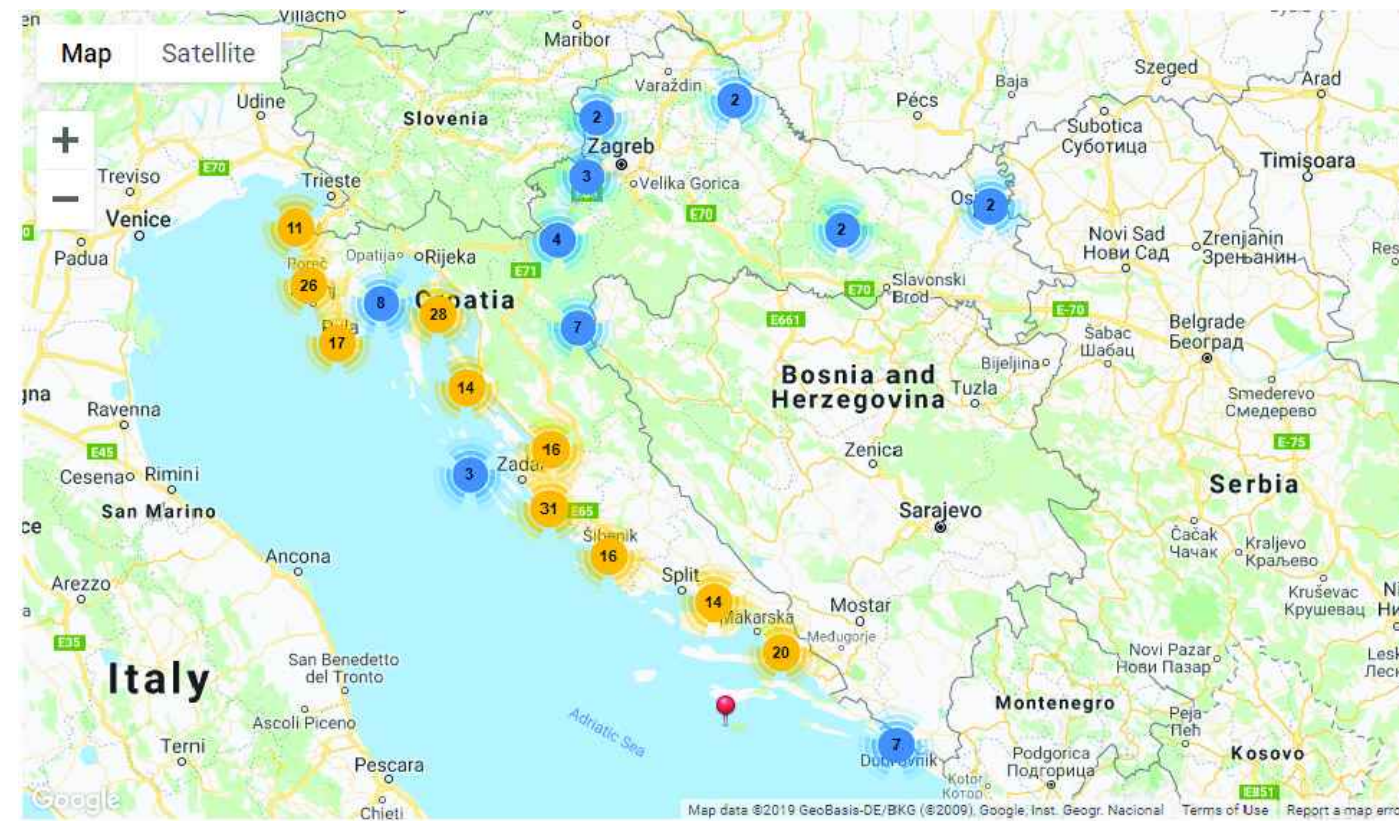 Villach
Maribor
Map Satellite
Szeged
Arad
Varaždin
Baja
2
Pécs
Udine
Slovenia
2
Subotica
Суботица
+
Zagreb
Timișoara
E70
Treviso
Trieste
3
Velika Gorica
−
E70
Venice
11
2
2
Novi Sad
Нови Сад
Zrenjanin
Зрењанин
4
Padua
Poreč
Opatija
Rijeka
E71
26
Slavonski
Brod
E70
8
Croatia
28
7
E661
E-70
Šabac
Шабац
Belgrade
Београд
17
Bosnia and
Herzegovina
Bijeljina
14
Tuzla
Smederevo
Смедерево
Ravenna
E-75
E45
16
Zenica
Cesena
Rimini
3
Serbia
San Marino
31
E65
Sarajevo
Čačak
Чачак
Kraljevo
Краљево
Šibenik
16
Ancona
Arezzo
Split
14
Kruševac
Крушевац
Makarska
Mostar
E35
Međugorje
20
Novi Pazar
Нови Пазар
San Benedetto
del Tronto
Italy
Montenegro
Adriatic Sea
Ascoli Piceno
Peja
Пећ
Terni
7
Dubrovnik
Kosovo
Pescara
Podgorica
Подгорица
Kotor
Котор
E851
Google
Chieti
Map data ©2019 GeoBasis-DE/BKG (©2009), Google, Inst. Geogr. Nacional Terms of Use Report a map